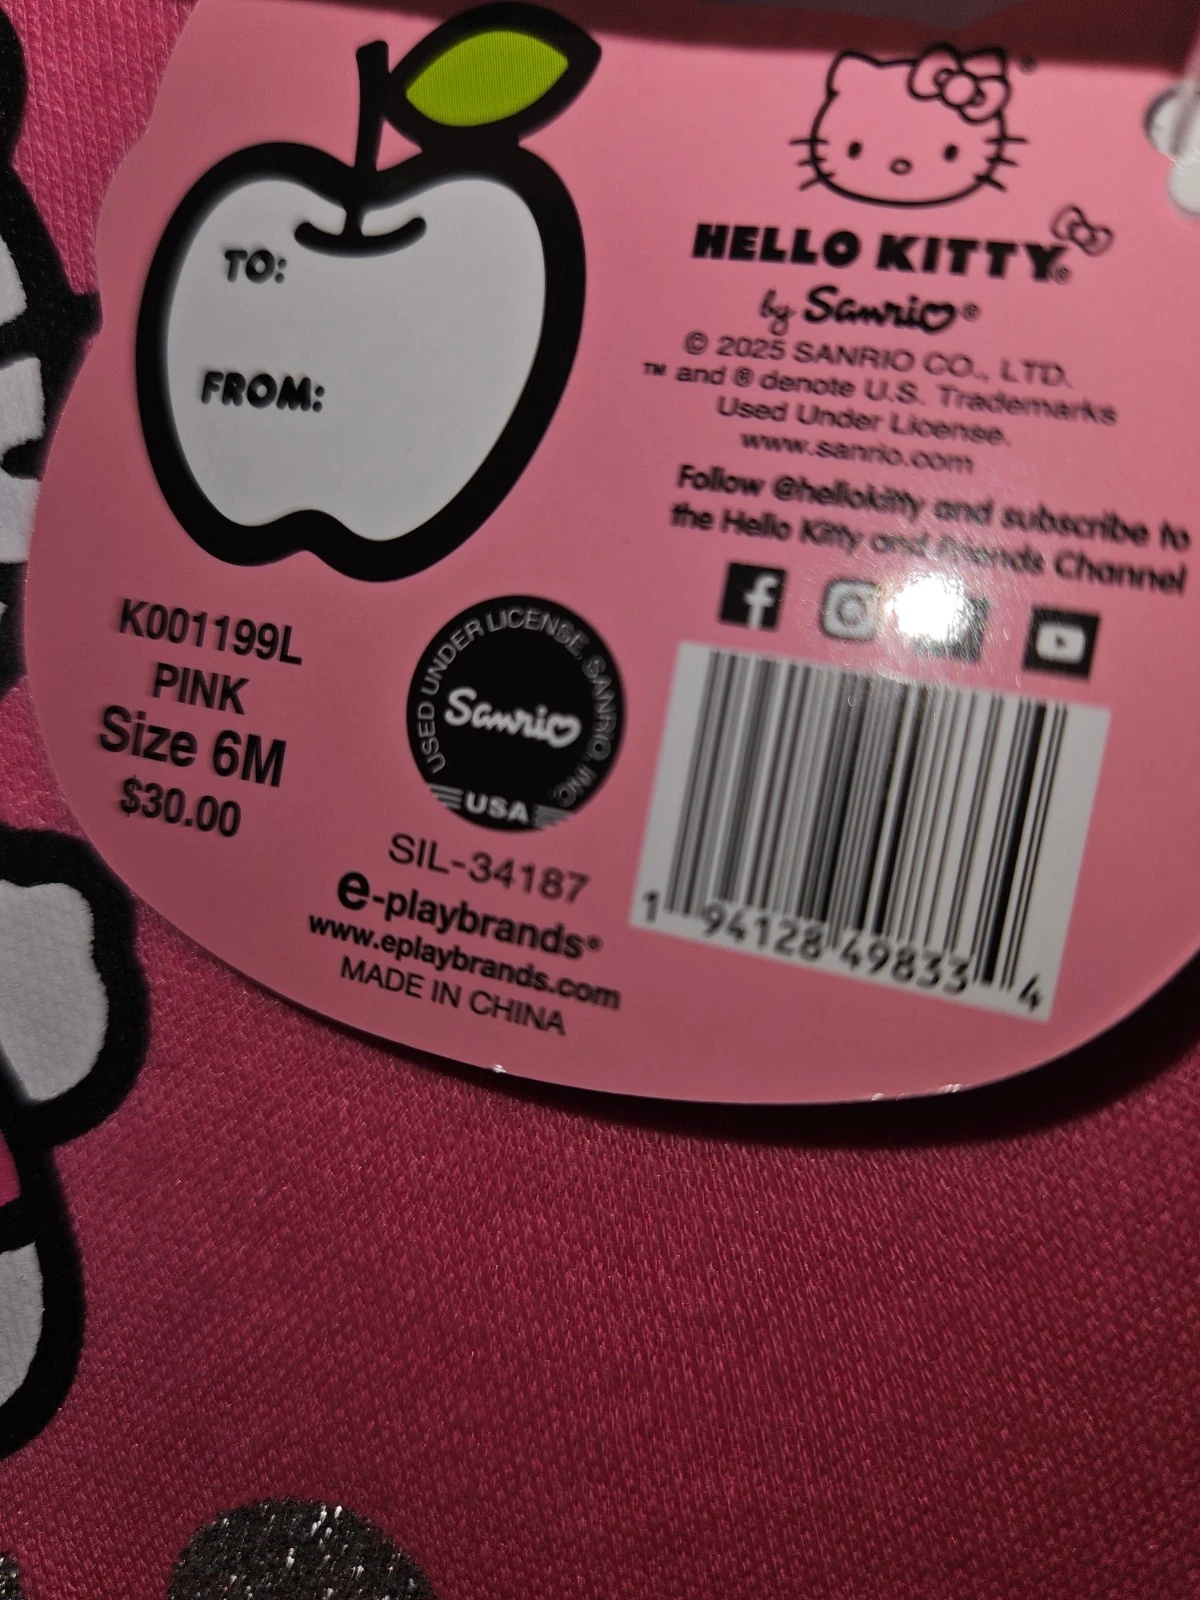 TO:
FROM:
HELLO KITTY®
by Sanrio®
© 2025 SANRIO CO., LTD.
™ and ® denote U.S. Trademarks
Used Under License.
www.sanrio.com
Follow @hellokitty and subscribe to
the Hello Kitty and Friends Channel
K001199L
PINK
Size 6M
$30.00
USED UNDER LICENSE, SANRIO, INC.
Sanrio
USA
SIL-34187
e-playbrands®
www.eplaybrands.com
MADE IN CHINA
1 94128 49833 4